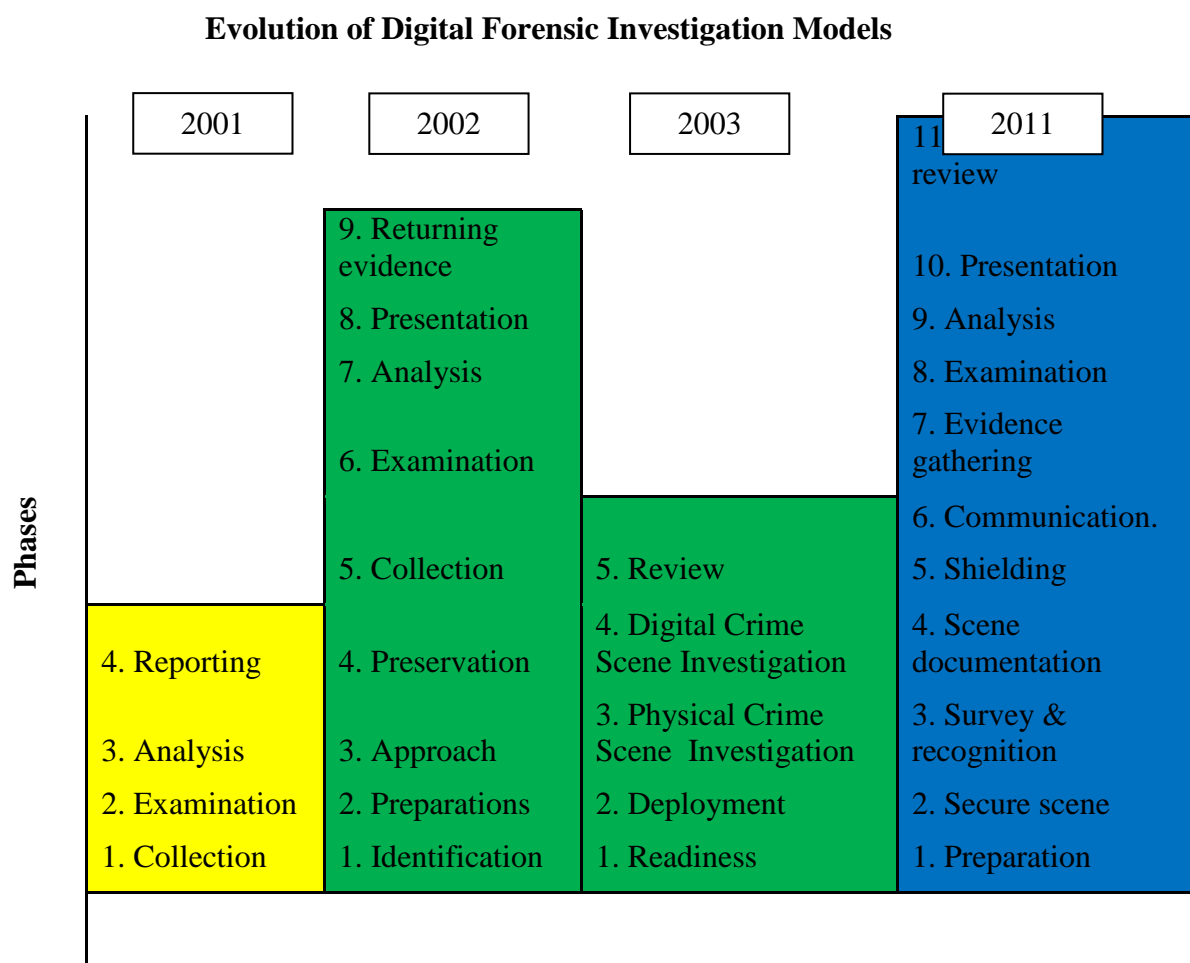 Evolution of Digital Forensic Investigation Models
2001
2002
2003
2011
Phases
4. Reporting
3. Analysis
2. Examination
1. Collection
9. Returning
evidence
8. Presentation
7. Analysis
6. Examination
5. Collection
4. Preservation
3. Approach
2. Preparations
1. Identification
5. Review
4. Digital Crime
Scene Investigation
3. Physical Crime
Scene Investigation
2. Deployment
1. Readiness
11
review
10. Presentation
9. Analysis
8. Examination
7. Evidence
gathering
6. Communication.
5. Shielding
4. Scene
documentation
3. Survey &
recognition
2. Secure scene
1. Preparation